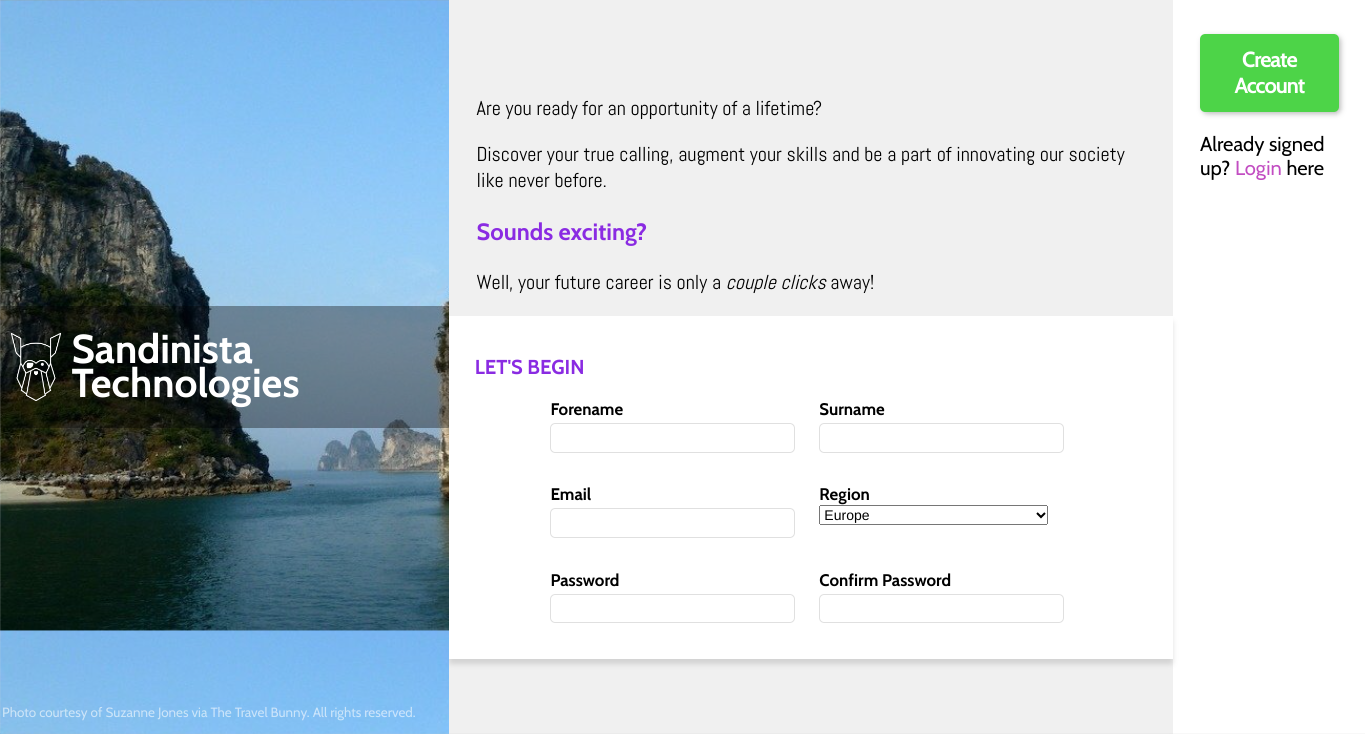 Sandinista
Technologies
Photo courtesy of Suzanne Jones via The Travel Bunny. All rights reserved.
Are you ready for an opportunity of a lifetime?
Discover your true calling, augment your skills and be a part of innovating our society
like never before.
Sounds exciting?
Well, your future career is only a couple clicks away!
LET'S BEGIN
Forename
Surname
Email
Region
Europe
Password
Confirm Password
Create
Account
Already signed
up? Login here